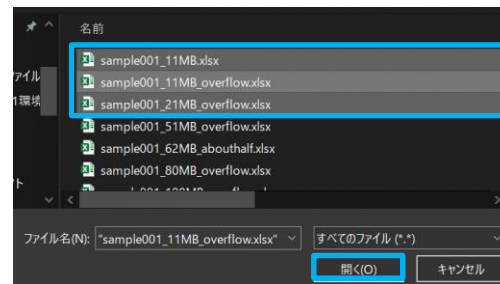 名前
sample001_11MB.xlsx
ァイル
sample001_11MB_overflow.xlsx
1環境
sample001_21MB_overflow.xlsx
sample001_51MB_overflow.xlsx
sample001_62MB_abouthalf.xlsx
ト
sample001_80MB_overflow.xlsx
ファイル名(N): "sample001_11MB_overflow.xlsx" すべてのファイル (*.*)
開く(O) キャンセル